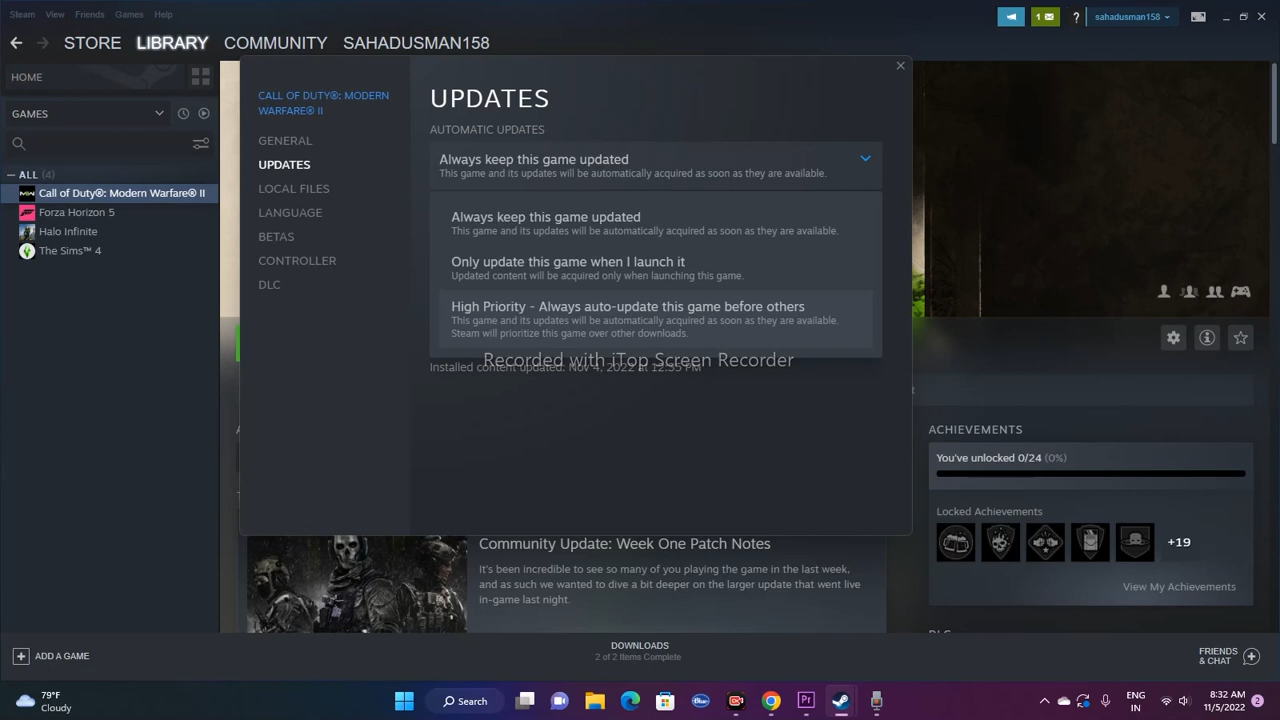 Steam View Friends Games Help
1
?
sahadusman158
STORE LIBRARY COMMUNITY SAHADUSMAN158
HOME
GAMES
ALL (4)
Call of Duty®: Modern Warfare® II
Forza Horizon 5
Halo Infinite
The Sims™ 4
CALL OF DUTY®: MODERN
WARFARE® II
GENERAL
UPDATES
LOCAL FILES
LANGUAGE
BETAS
CONTROLLER
DLC
UPDATES
AUTOMATIC UPDATES
Always keep this game updated
This game and its updates will be automatically acquired as soon as they are available.
Always keep this game updated
This game and its updates will be automatically acquired as soon as they are available.
Only update this game when I launch it
Updated content will be acquired only when launching this game.
High Priority - Always auto-update this game before others
This game and its updates will be automatically acquired as soon as they are available.
Steam will prioritize this game over other downloads.
Recorded with iTop Screen Recorder
Installed content updated: Nov 4, 2022 at 12:35 PM
ACHIEVEMENTS
You've unlocked 0/24 (0%)
Locked Achievements
+19
View My Achievements
Community Update: Week One Patch Notes
It's been incredible to see so many of you playing the game in the last week,
and as such we wanted to dive a bit deeper on the larger update that went live
in-game last night.
ADD A GAME
DOWNLOADS
2 of 2 Items Complete
FRIENDS
& CHAT
79°F
Cloudy
Search
Pr
ENG
IN
8:32 AM
11/5/2022
2